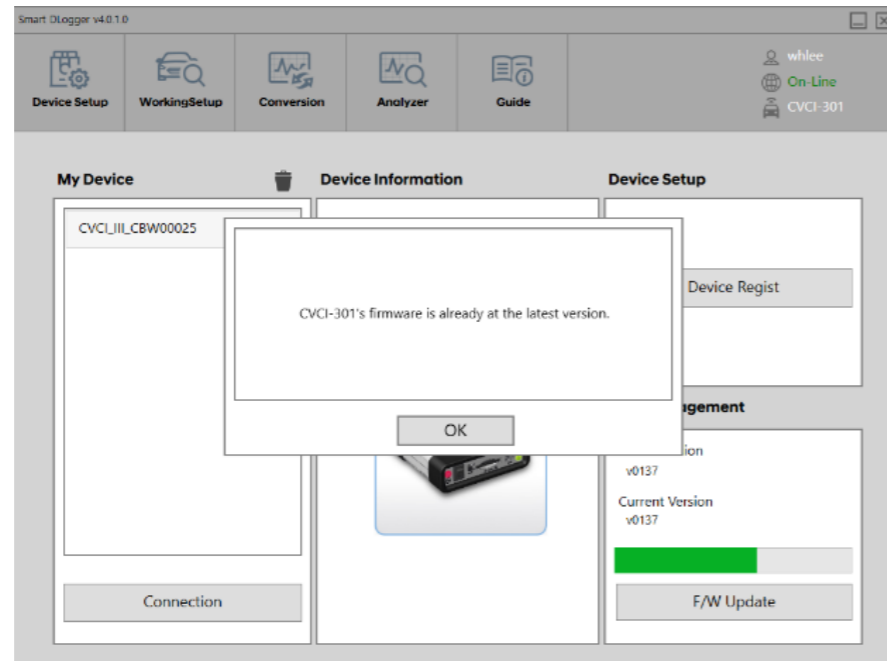 Smart DLogger v4.0.1.0
whlee
On-Line
CVCI-301
Device Setup
WorkingSetup
Conversion
Analyzer
Guide
My Device
Device Information
Device Setup
CVCI_III_CBW00025
Device Regist
CVCI-301's firmware is already at the latest version.
OK
v0137
Current Version
v0137
Connection
F/W Update